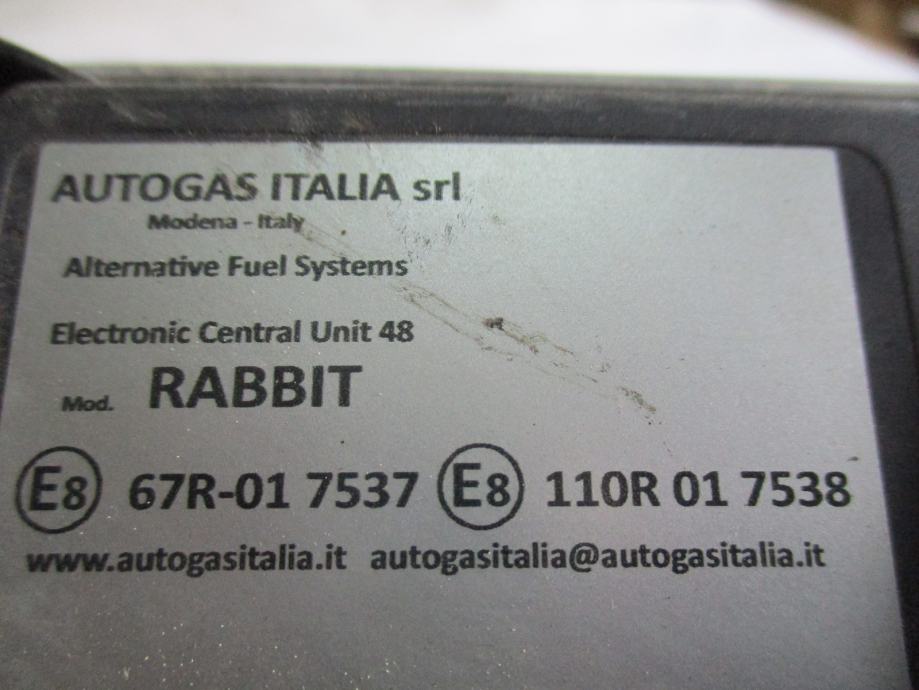 AUTOGAS ITALIA srl
Modena - Italy
Alternative Fuel Systems
Electronic Central Unit 48
Mod. RABBIT
E8 67R-01 7537 E8 110R 01 7538
www.autogasitalia.it autogasitalia@autogasitalia.it